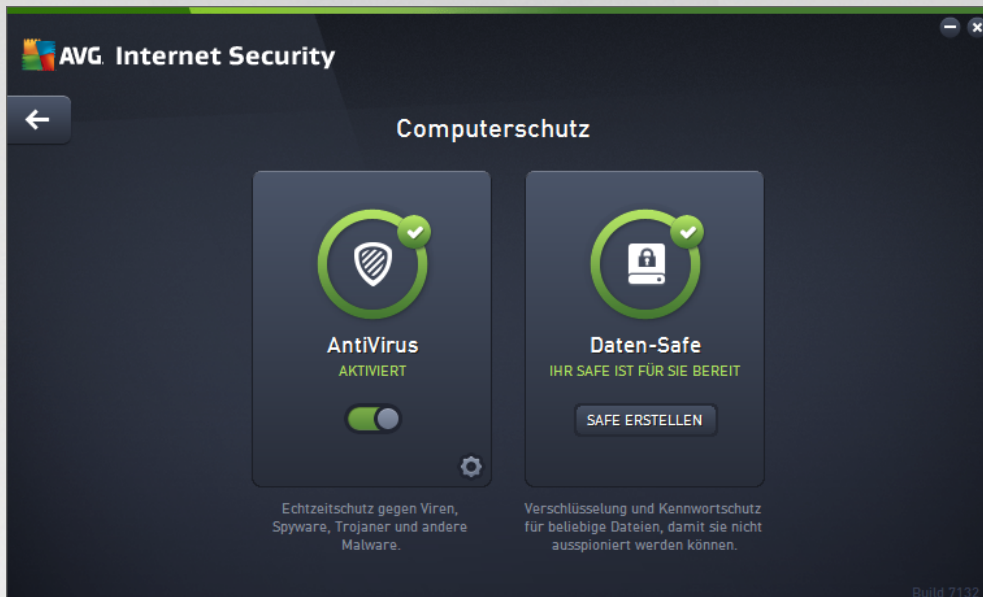 AVG Internet Security
Computerschutz
AntiVirus
AKTIVIERT
Echtzeitschutz gegen Viren,
Spyware, Trojaner und andere
Malware.
Daten-Safe
IHR SAFE IST FÜR SIE BEREIT
SAFE ERSTELLEN
Verschlüsselung und Kennwortschutz
für beliebige Dateien, damit sie nicht
ausspioniert werden können.
Build 7132